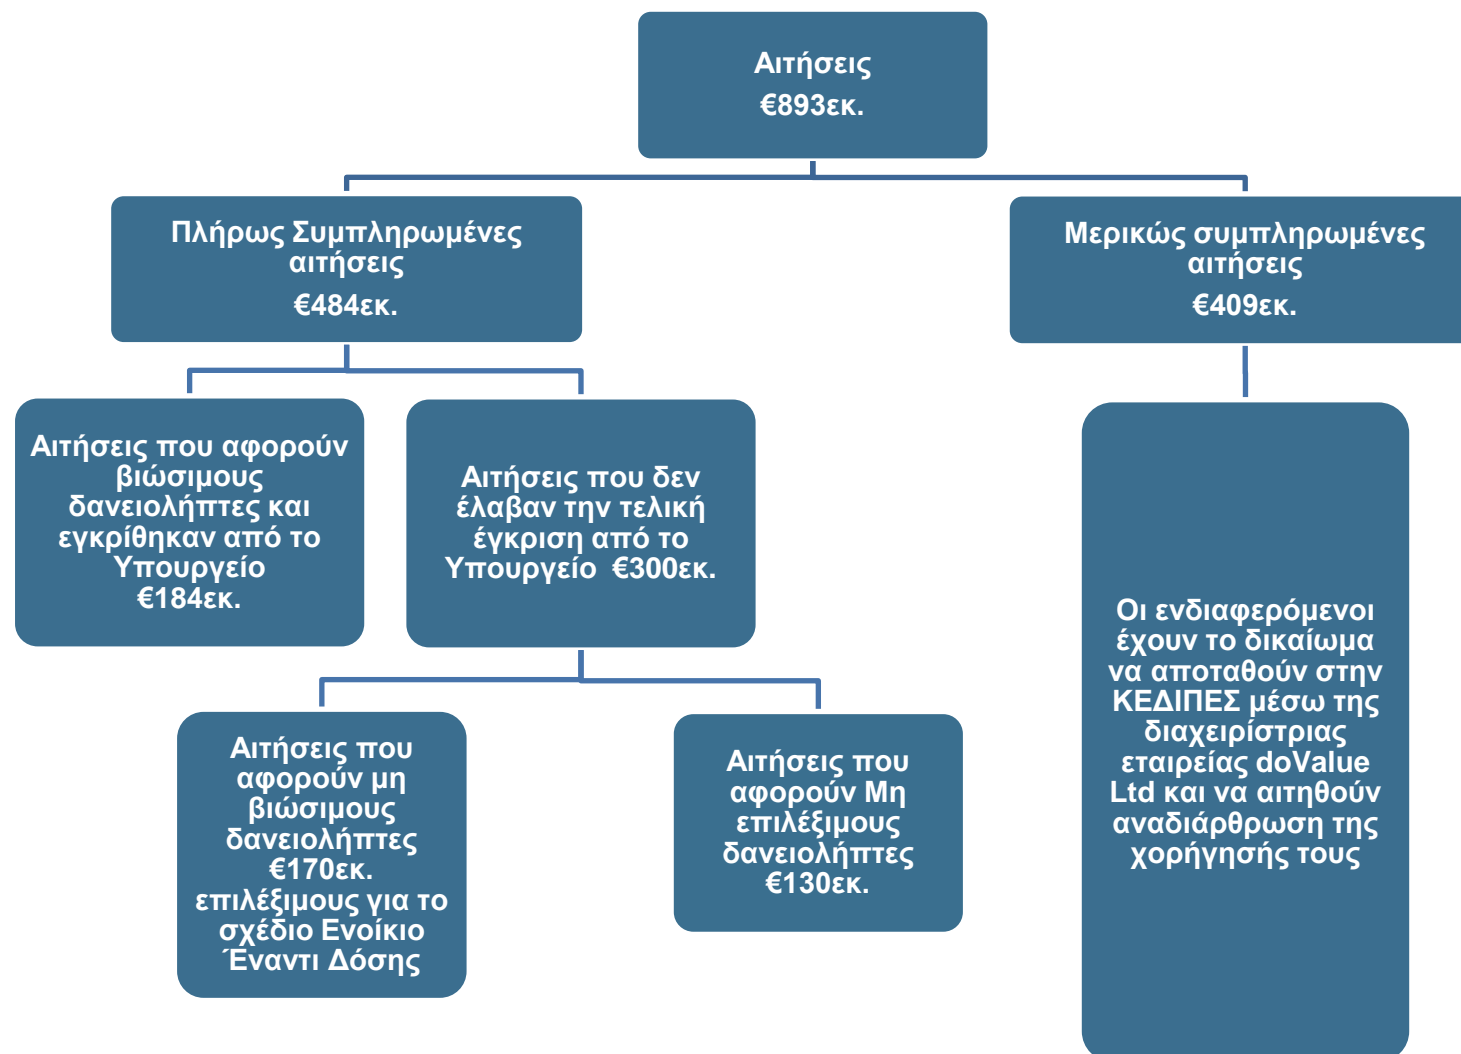 Αιτήσεις
€893εκ.
Πλήρως Συμπληρωμένες
αιτήσεις
€484εκ.
Μερικώς συμπληρωμένες
αιτήσεις
€409εκ.
Αιτήσεις που αφορούν
βιώσιμους
δανειολήπτες και
εγκρίθηκαν από το
Υπουργείο
€184εκ.
Αιτήσεις που δεν
έλαβαν την τελική
έγκριση από το
Υπουργείο €300εκ.
Οι ενδιαφερόμενοι
έχουν το δικαίωμα
να αποταθούν στην
ΚΕΔΙΠΕΣ μέσω της
διαχειρίστριας
εταιρείας doValue
Ltd και να αιτηθούν
αναδιάρθρωση της
χορήγησής τους
Αιτήσεις που
αφορούν μη
βιώσιμους
δανειολήπτες
€170εκ.
επιλέξιμους για το
σχέδιο Ενοίκιο
Έναντι Δόσης
Αιτήσεις που
αφορούν Μη
επιλέξιμους
δανειολήπτες
€130εκ.